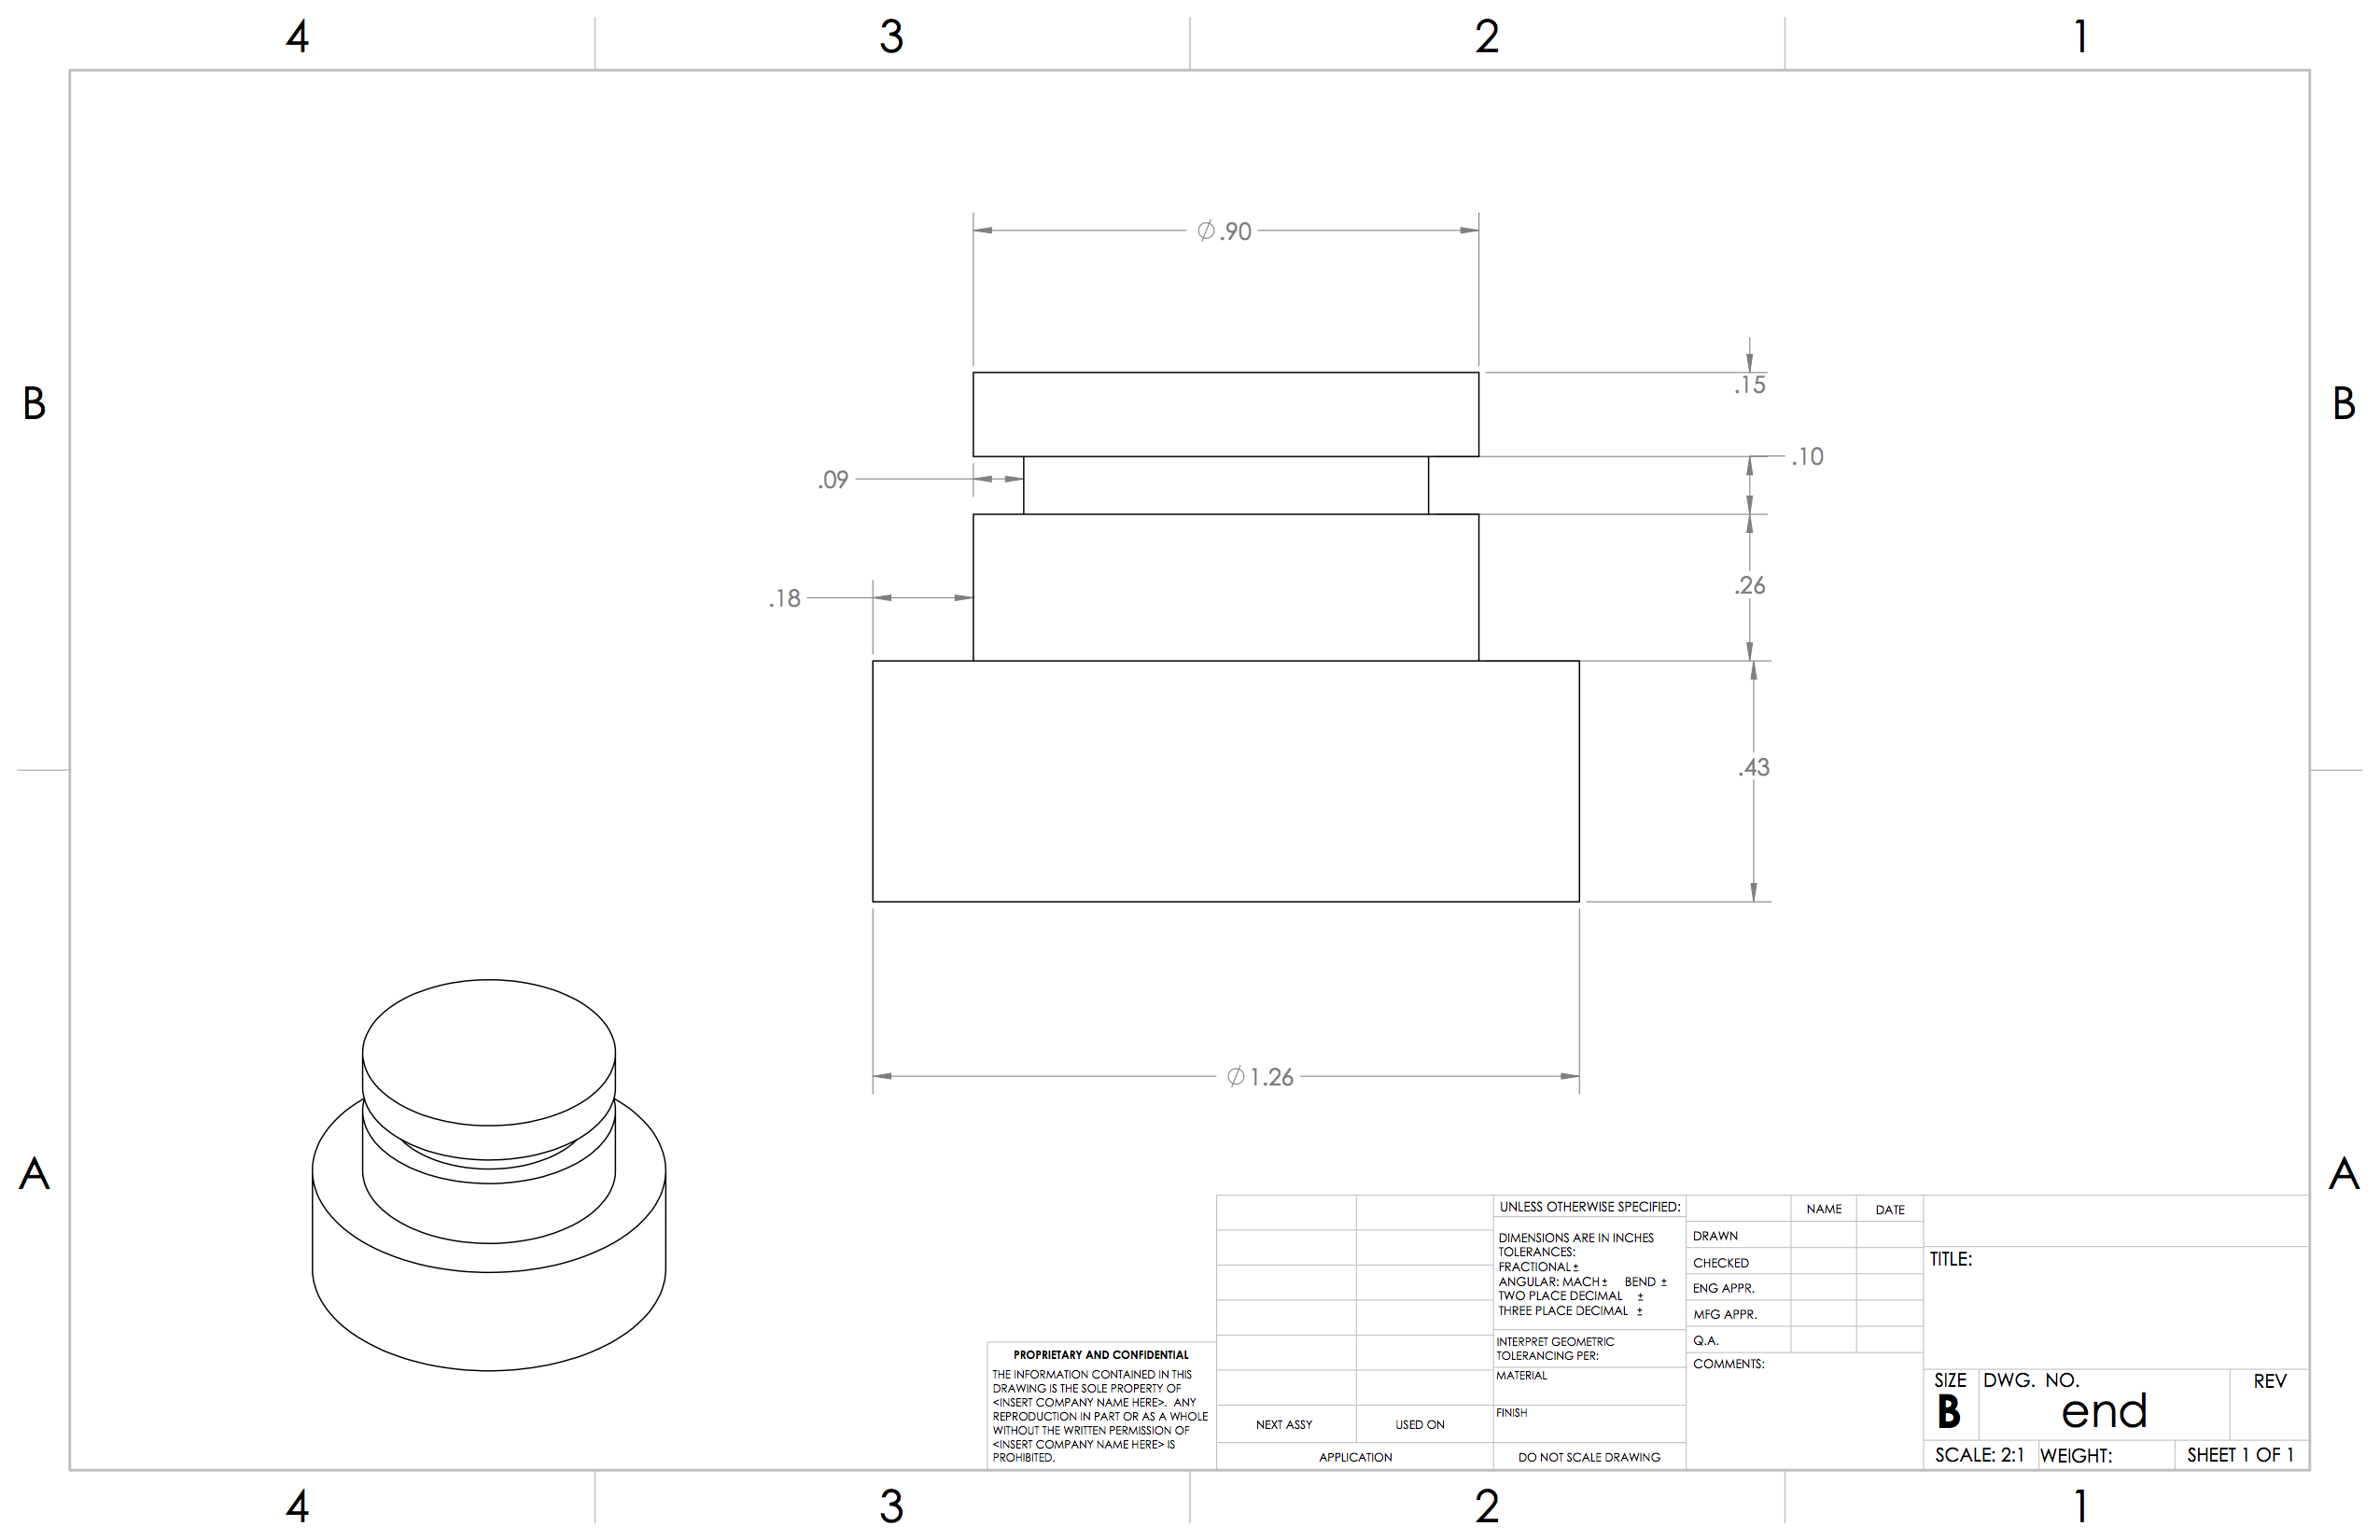 4 3 2 1
B B
⌀.90
.15
.10
.09
.26
.18
.43
⌀1.26
A A
UNLESS OTHERWISE SPECIFIED:
DIMENSIONS ARE IN INCHES
TOLERANCES:
FRACTIONAL±
ANGULAR: MACH± BEND ±
TWO PLACE DECIMAL ±
THREE PLACE DECIMAL ±
INTERPRET GEOMETRIC
TOLERANCING PER:
MATERIAL
FINISH
DO NOT SCALE DRAWING
NAME DATE
DRAWN
CHECKED
ENG APPR.
MFG APPR.
Q.A.
COMMENTS:
TITLE:
SIZE DWG. NO. REV
B end
SCALE: 2:1 WEIGHT: SHEET 1 OF 1
PROPRIETARY AND CONFIDENTIAL
THE INFORMATION CONTAINED IN THIS
DRAWING IS THE SOLE PROPERTY OF
<INSERT COMPANY NAME HERE>. ANY
REPRODUCTION IN PART OR AS A WHOLE
WITHOUT THE WRITTEN PERMISSION OF
<INSERT COMPANY NAME HERE> IS
PROHIBITED.
NEXT ASSY USED ON
APPLICATION
4 3 2 1